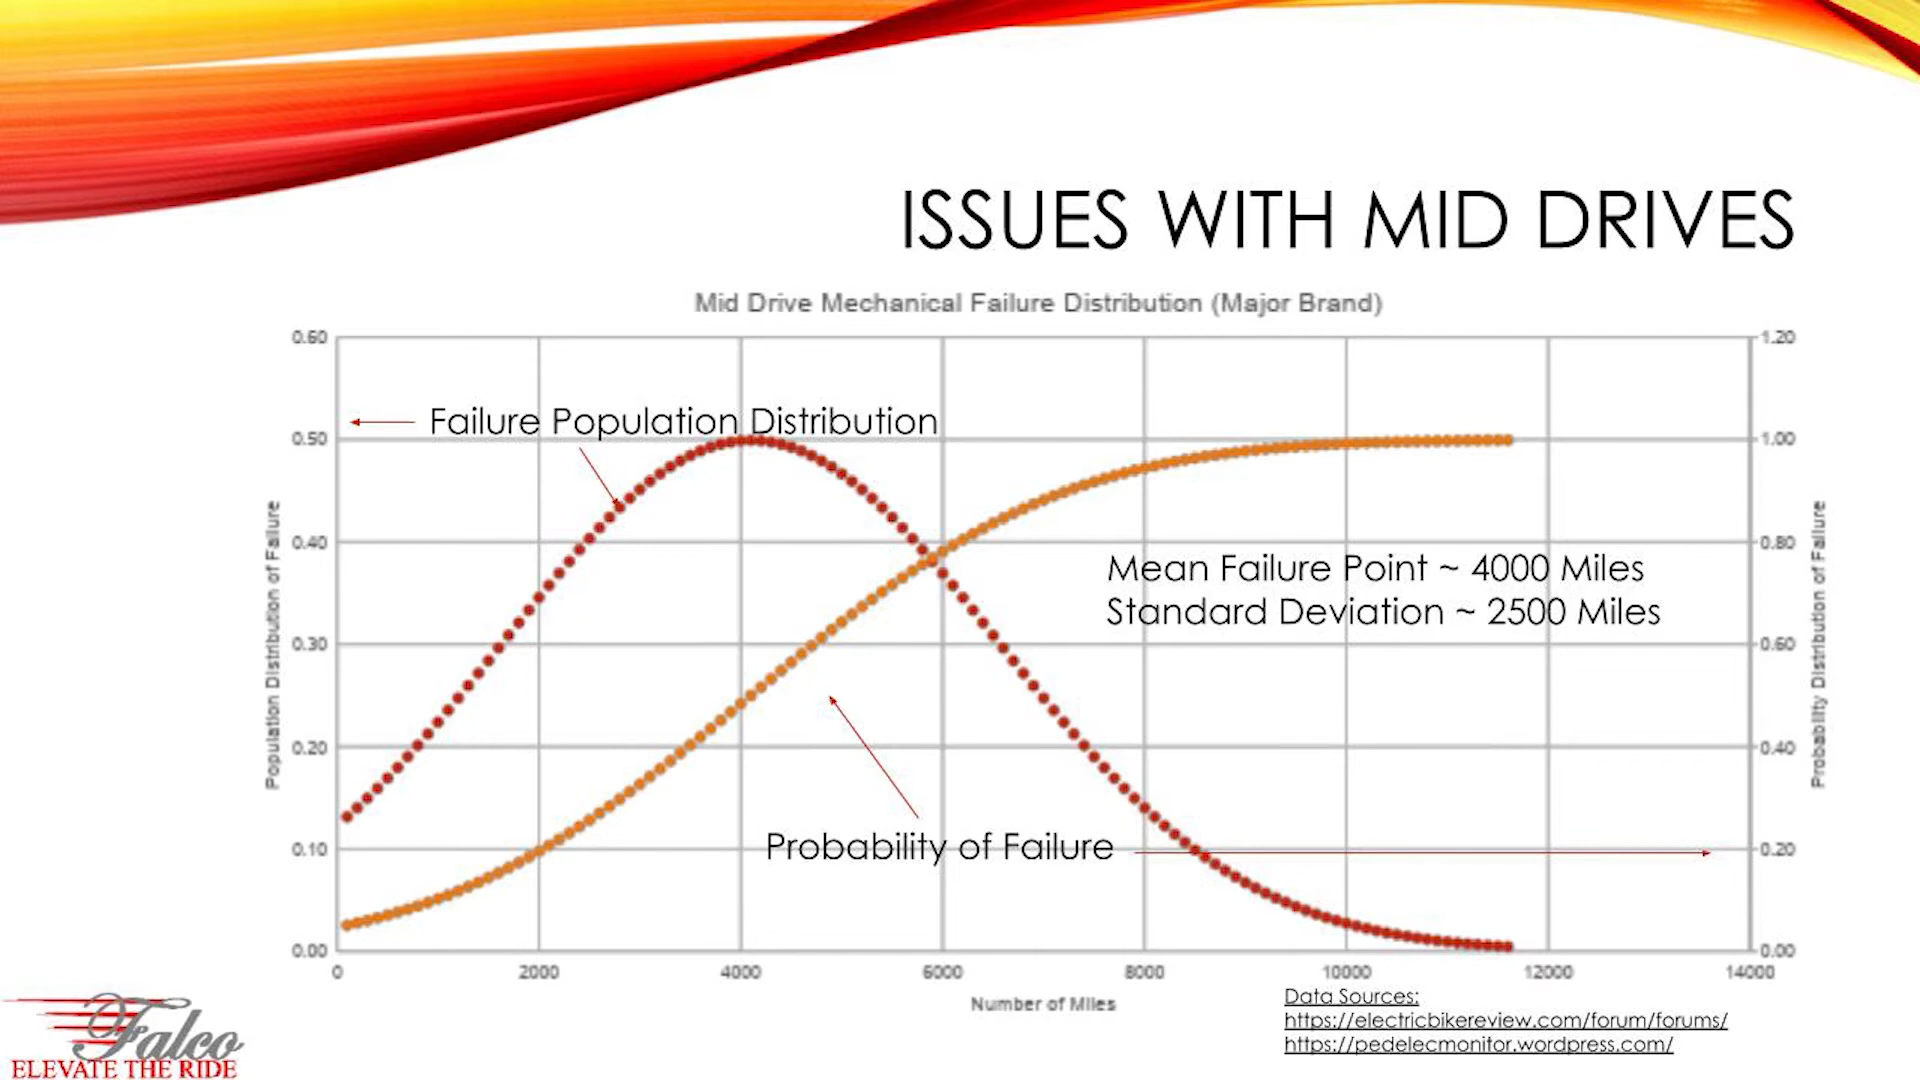 ISSUES WITH MID DRIVES
Mid Drive Mechanical Failure Distribution (Major Brand)
0.60
0.50
0.40
0.30
0.20
0.10
0.00
Population Distribution of Failure
Failure Population Distribution
Mean Failure Point ~ 4000 Miles
Standard Deviation ~ 2500 Miles
Probability of Failure
1.20
1.00
0.80
0.60
0.40
0.20
0.00
Probability Distribution of Failure
0 2000 4000 6000 8000 10000 12000 14000
Number of Miles
Data Sources:
https://electricbikereview.com/forum/forums/
https://pedelecmonitor.wordpress.com/
Falco
ELEVATE THE RIDE